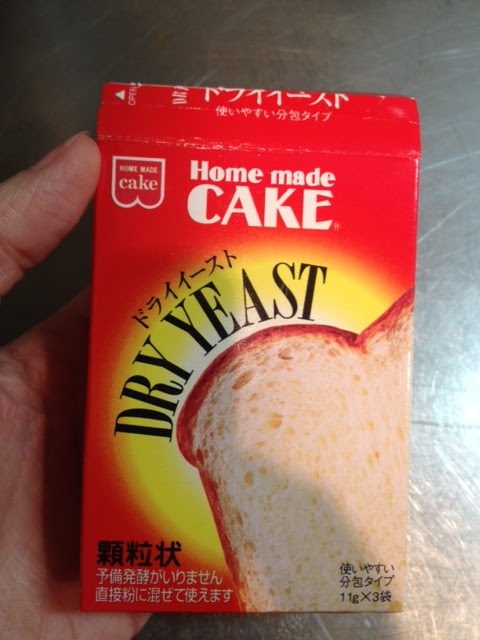 OPEN
ドライイースト
使いやすい分包タイプ
HOME MADE
cake
Home made
CAKE®
ドライイースト
DRY YEAST
顆粒状
予備発酵がいりません
直接粉に混ぜて使えます
使いやすい
分包タイプ
11g×3袋